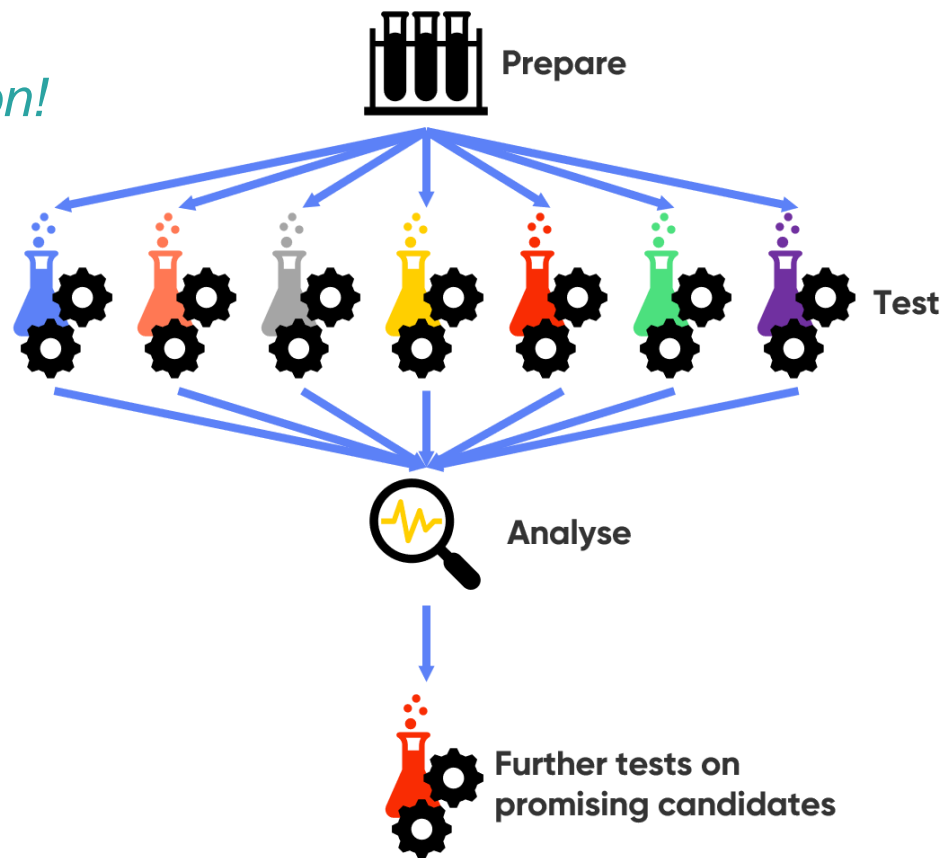 Prepare
on!
Test
Analyse
Further tests on
promising candidates